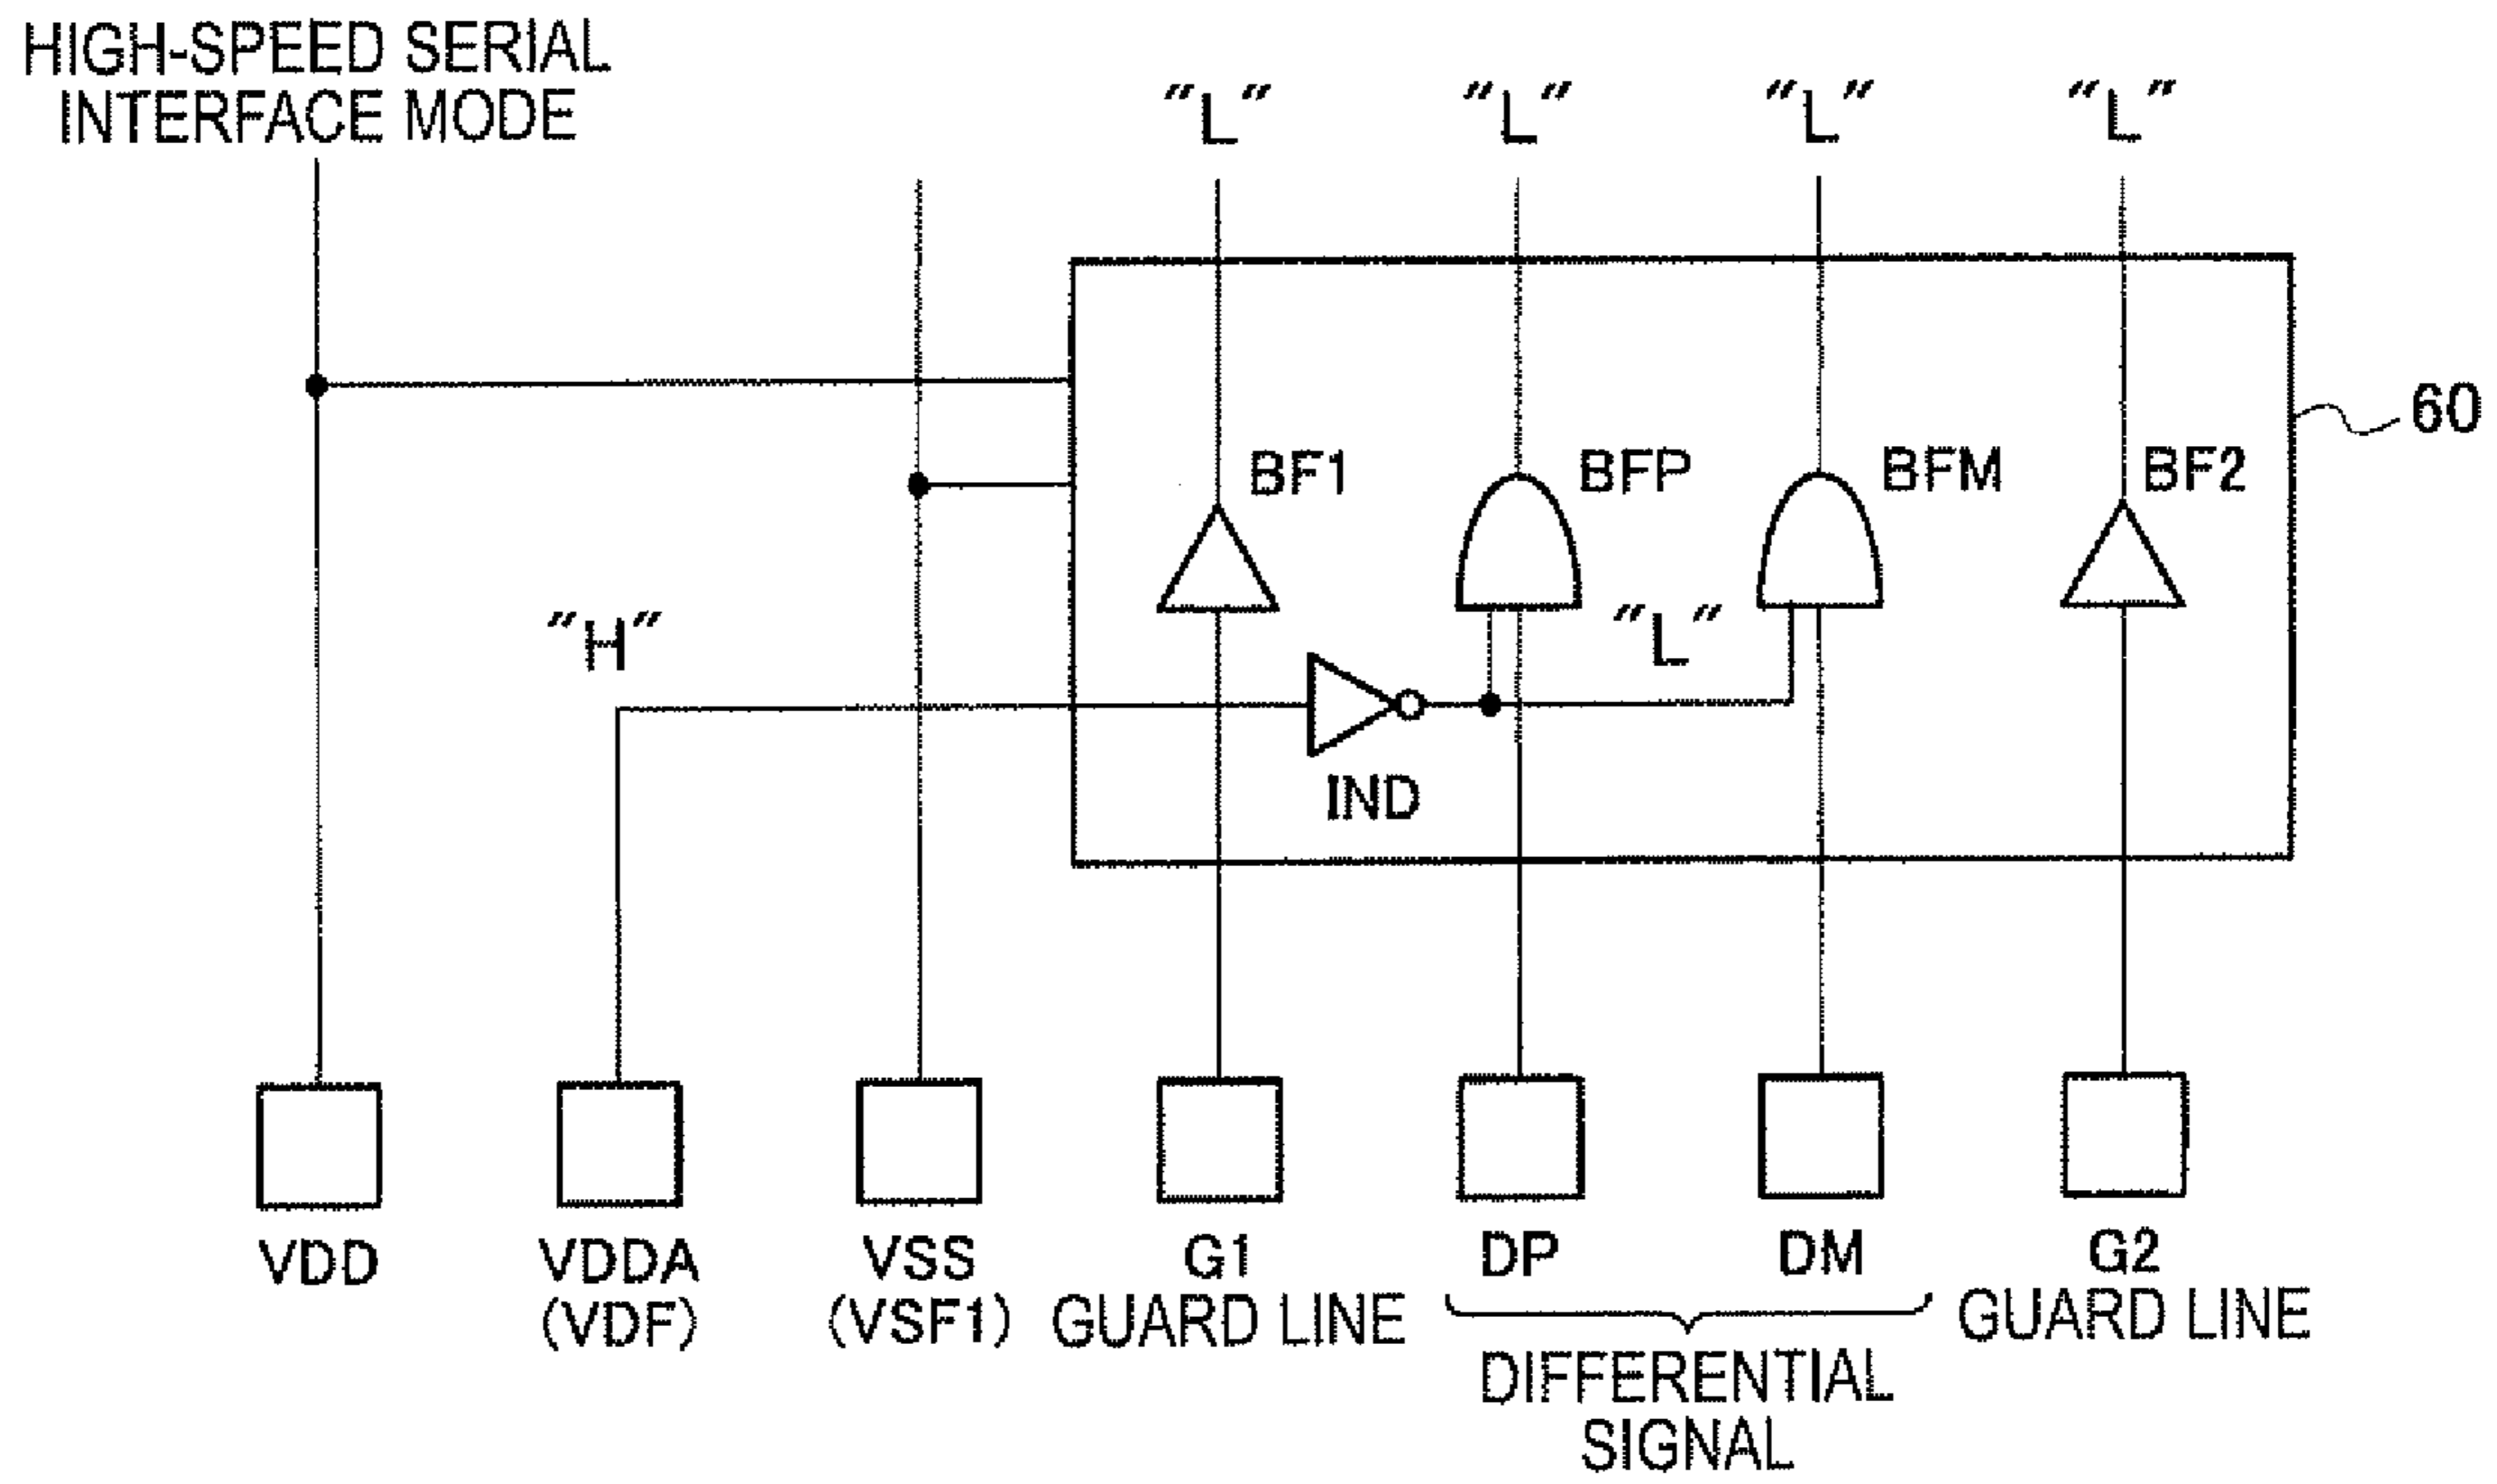 HIGH-SPEED SERIAL
INTERFACE MODE
"L" "L" "L" "L"
60
BF1 BFP BFM BF2
"H" "L"
IND
VDD VDDA VSS G1 DP DM G2
(VDF) (VSF1) GUARD LINE GUARD LINE
DIFFERENTIAL
SIGNAL